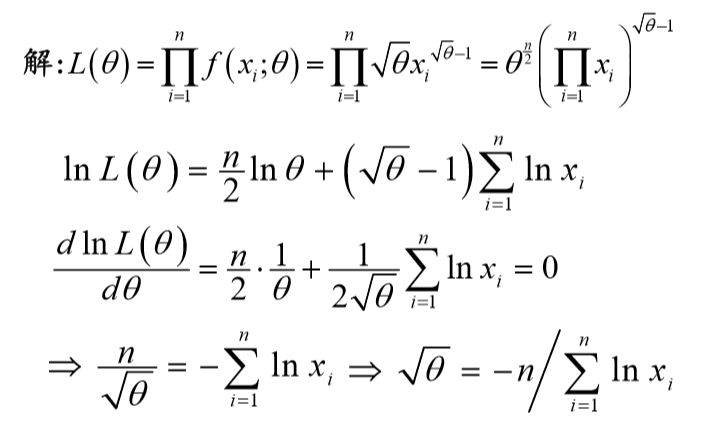 解:L(θ)=∏_{i=1}^{n} f(x_i;θ)=∏_{i=1}^{n} √θ x_i^{√θ−1}=θ^{n/2}(∏_{i=1}^{n} x_i)^{√θ−1}
ln L(θ)=n/2 ln θ+(√θ−1)∑_{i=1}^{n} ln x_i
d ln L(θ)/dθ=n/2·1/θ+1/(2√θ) ∑_{i=1}^{n} ln x_i=0
⇒ n/√θ=−∑_{i=1}^{n} ln x_i ⇒ √θ=−n/∑_{i=1}^{n} ln x_i